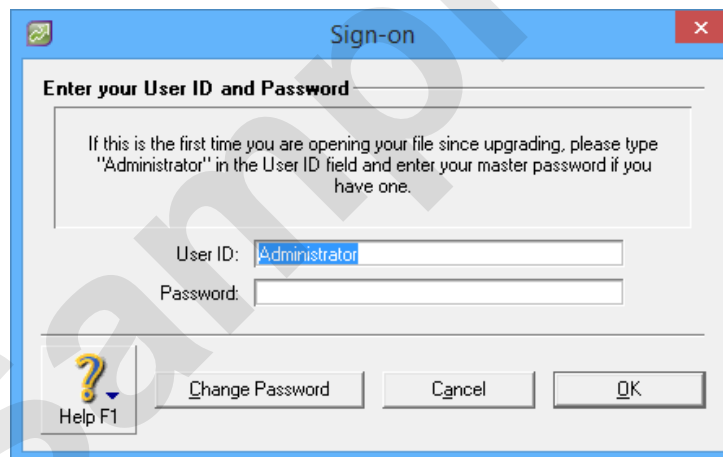 Sign-on
Enter your User ID and Password
If this is the first time you are opening your file since upgrading, please type
"Administrator" in the User ID field and enter your master password if you
have one.
User ID: Administrator
Password:
Help F1
Change Password
Cancel
OK